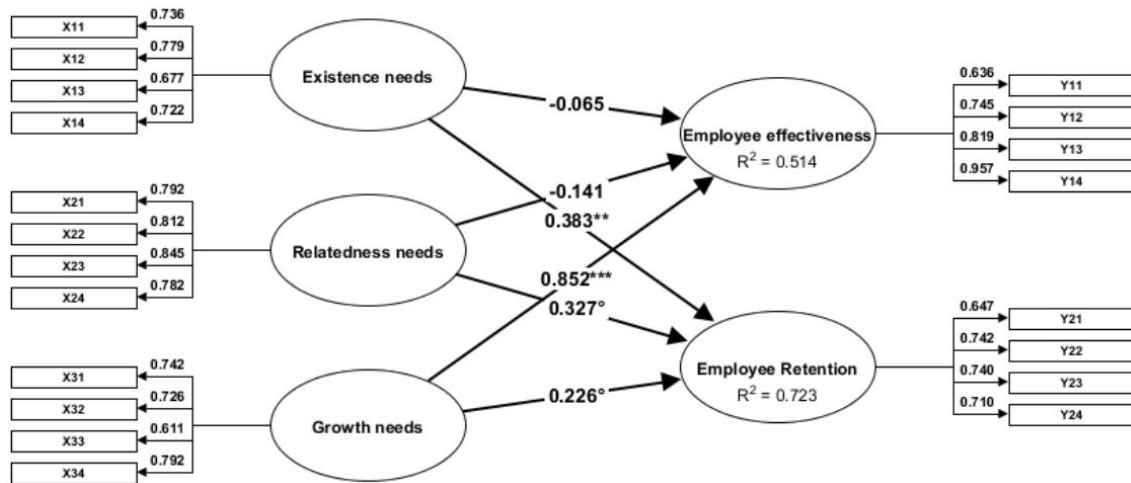 X11
0.736
X12
0.779
X13
0.677
X14
0.722
Existence needs
X21
0.792
X22
0.812
X23
0.845
X24
0.782
Relatedness needs
X31
0.742
X32
0.726
X33
0.611
X34
0.792
Growth needs
-0.065
-0.141
0.383**
0.852***
0.327°
0.226°
Employee effectiveness
R² = 0.514
0.636
Y11
0.745
Y12
0.819
Y13
0.957
Y14
Employee Retention
R² = 0.723
0.647
Y21
0.742
Y22
0.740
Y23
0.710
Y24